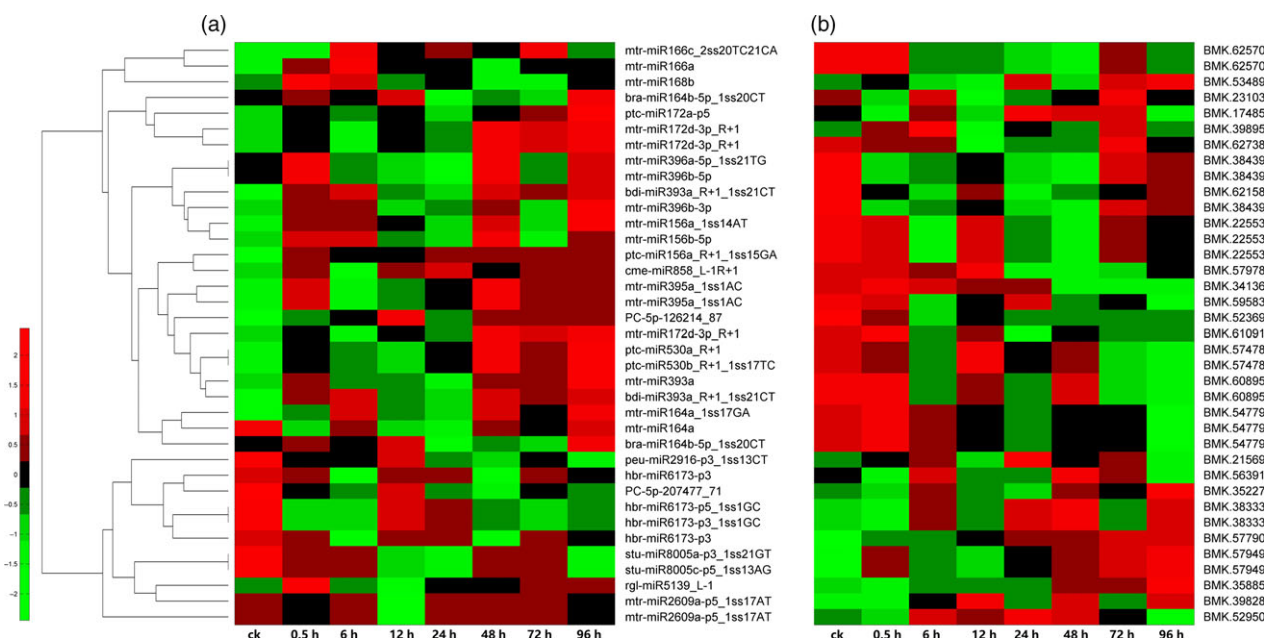 (a) (b)
mtr-miR166c_2ss20TC21CA BMK.62570
mtr-miR166a BMK.62570
mtr-miR168b BMK.53489
bra-miR164b-5p_1ss20CT BMK.23103
ptc-miR172a-p5 BMK.17485
mtr-miR172d-3p_R+1 BMK.39895
mtr-miR172d-3p_R+1 BMK.62738
mtr-miR396a-5p_1ss21TG BMK.38439
mtr-miR396b-5p BMK.38439
bdi-miR393a_R+1_1ss21CT BMK.62158
mtr-miR396b-3p BMK.38439
mtr-miR156a_1ss14AT BMK.22553
mtr-miR156b-5p BMK.22553
ptc-miR156a_R+1_1ss15GA BMK.22553
cme-miR858_L-1R+1 BMK.57978
mtr-miR395a_1ss1AC BMK.34136
mtr-miR395a_1ss1AC BMK.59583
PC-5p-126214_87 BMK.52369
mtr-miR172d-3p_R+1 BMK.61091
ptc-miR530a_R+1 BMK.57478
ptc-miR530b_R+1_1ss17TC BMK.57478
mtr-miR393a BMK.60895
bdi-miR393a_R+1_1ss21CT BMK.60895
mtr-miR164a_1ss17GA BMK.54779
mtr-miR164a BMK.54779
bra-miR164b-5p_1ss20CT BMK.54779
peu-miR2916-p3_1ss13CT BMK.21569
hbr-miR6173-p3 BMK.56391
PC-5p-207477_71 BMK.35227
hbr-miR6173-p5_1ss1GC BMK.38333
hbr-miR6173-p3_1ss1GC BMK.38333
hbr-miR6173-p3 BMK.57790
stu-miR8005a-p3_1ss21GT BMK.57949
stu-miR8005c-p5_1ss13AG BMK.57949
rgl-miR5139_L-1 BMK.35885
mtr-miR2609a-p5_1ss17AT BMK.39828
mtr-miR2609a-p5_1ss17AT BMK.52950
2
1.5
1
0.5
0
−0.5
−1
−1.5
−2
ck 0.5 h 6 h 12 h 24 h 48 h 72 h 96 h ck 0.5 h 6 h 12 h 24 h 48 h 72 h 96 h